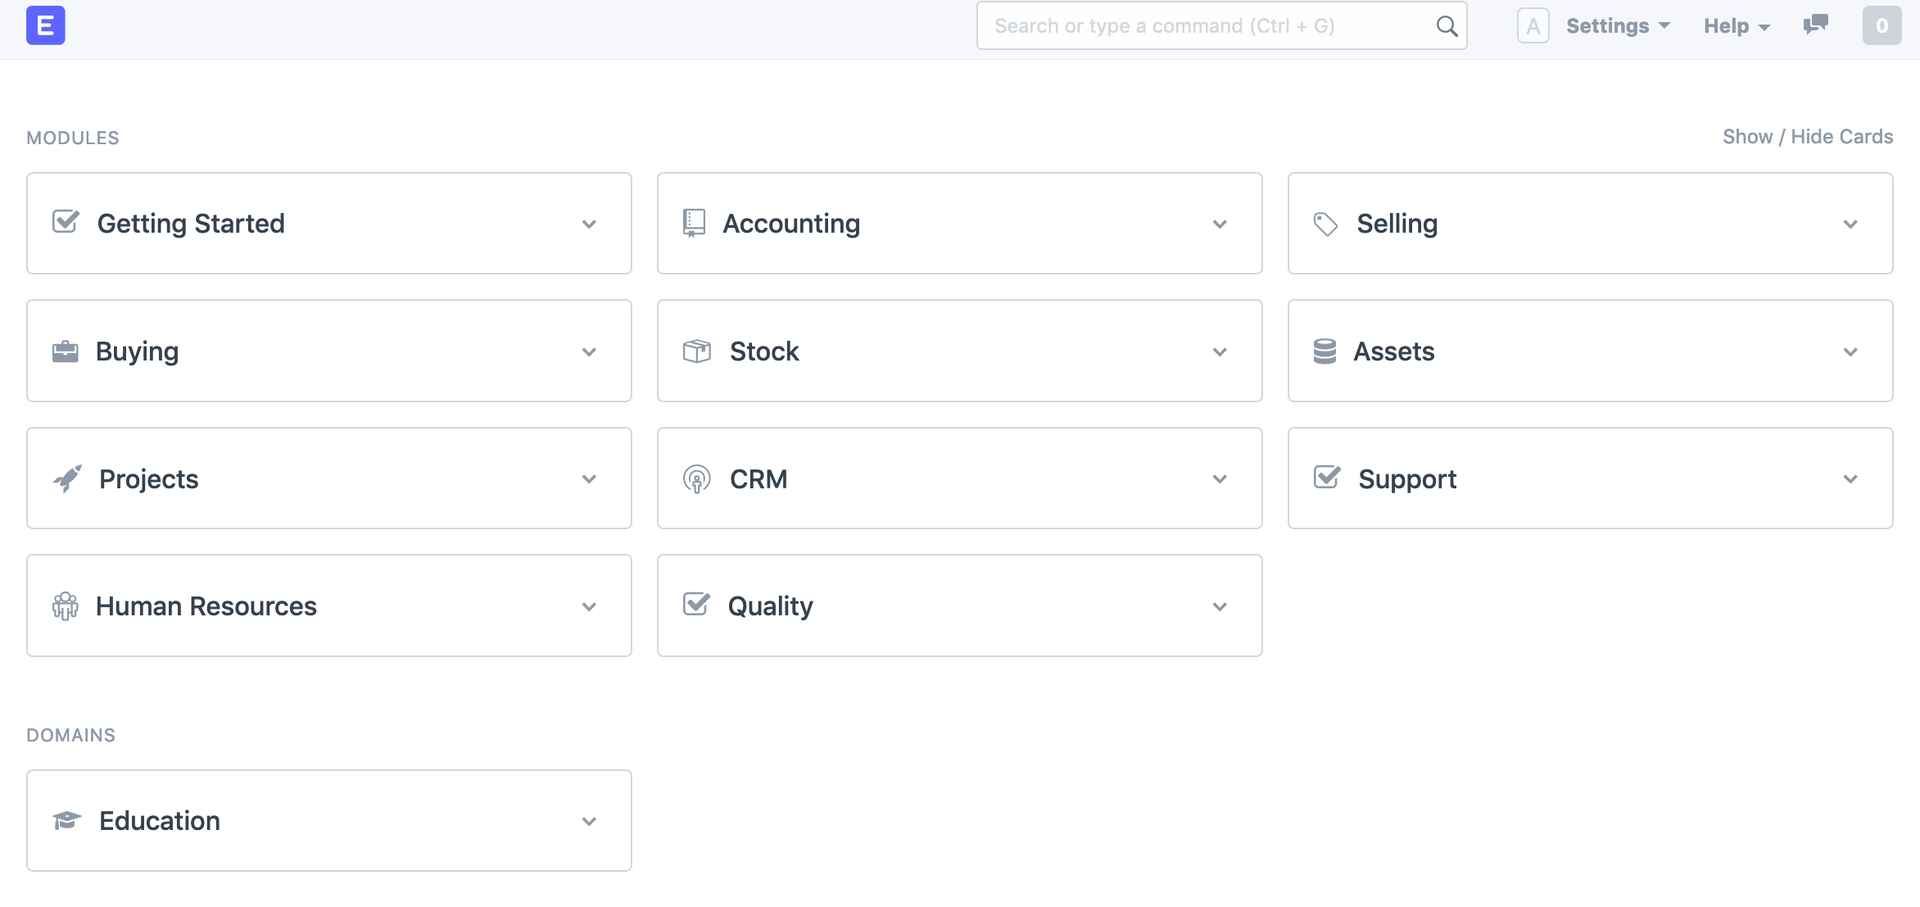 E
Search or type a command (Ctrl + G)
A
Settings
Help
0
MODULES
Show / Hide Cards
Getting Started
Accounting
Selling
Buying
Stock
Assets
Projects
CRM
Support
Human Resources
Quality
DOMAINS
Education